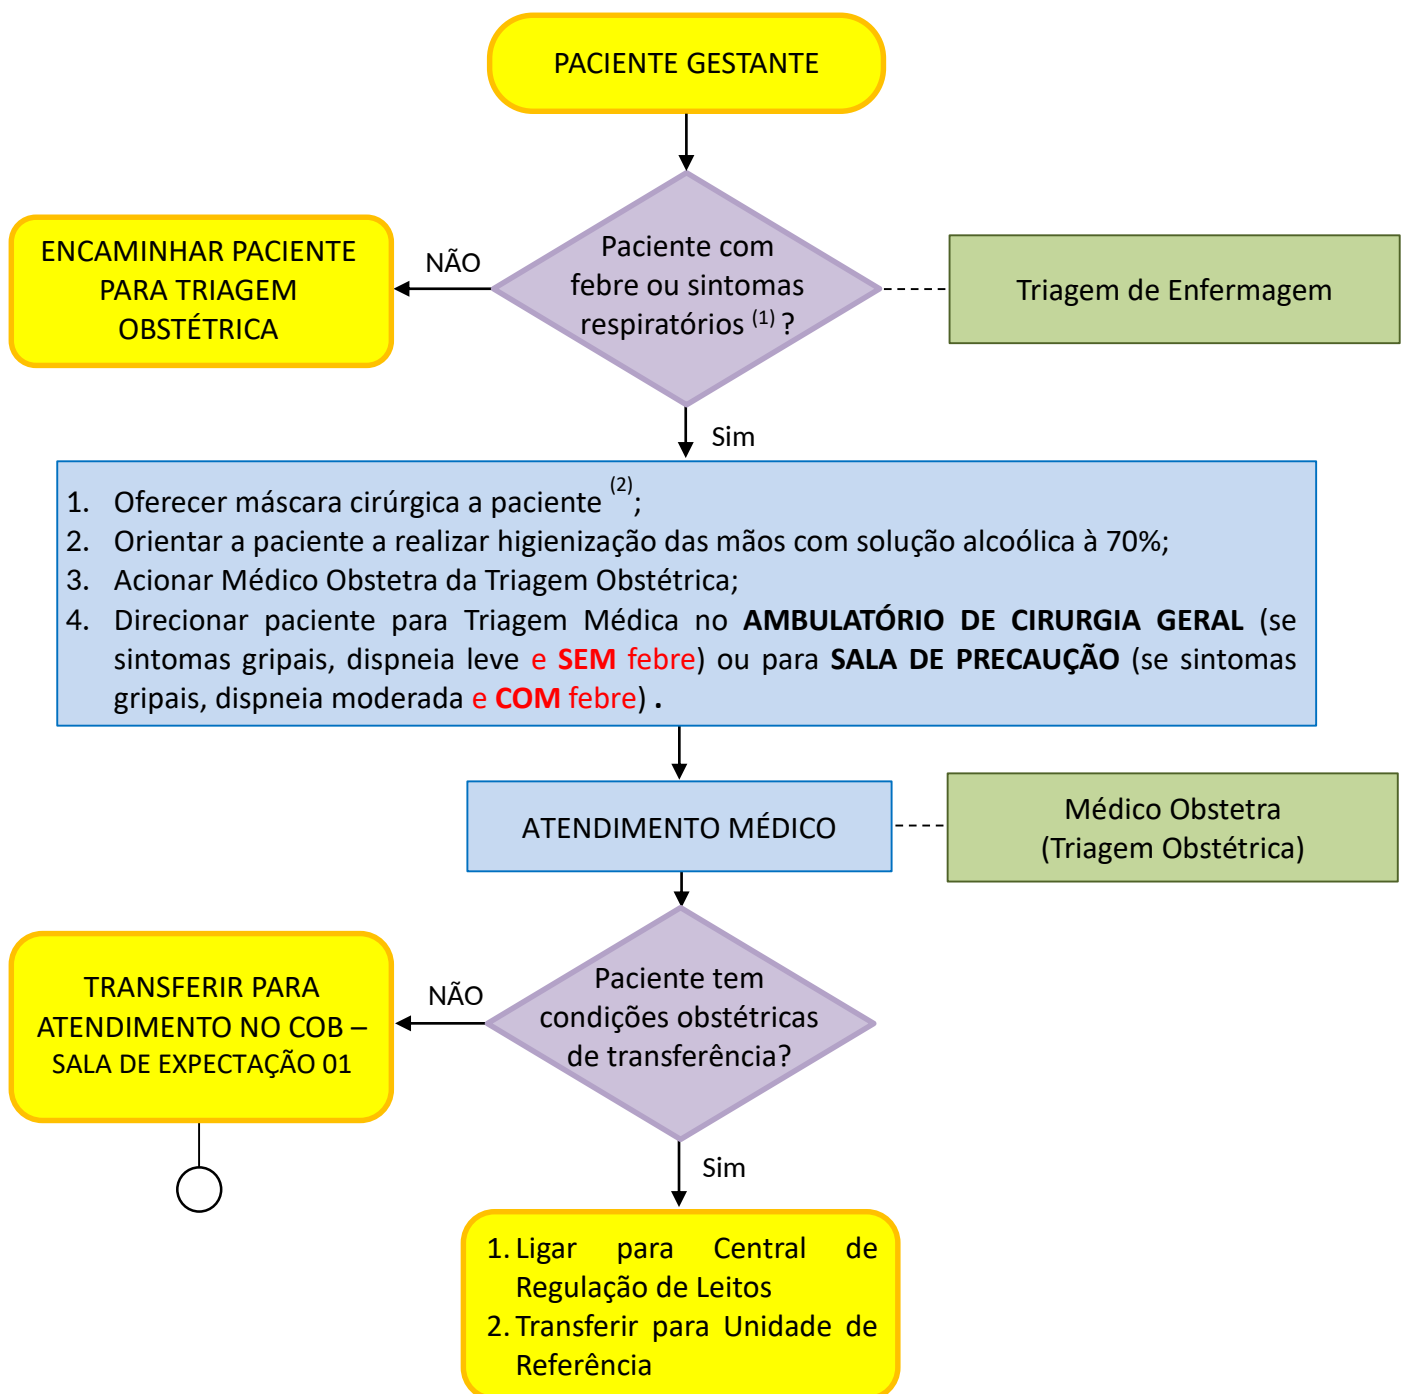 PACIENTE GESTANTE
Paciente com
febre ou sintomas
respiratórios (1) ?
NÃO
ENCAMINHAR PACIENTE
PARA TRIAGEM
OBSTÉTRICA
Triagem de Enfermagem
Sim
1. Oferecer máscara cirúrgica a paciente (2);
2. Orientar a paciente a realizar higienização das mãos com solução alcoólica à 70%;
3. Acionar Médico Obstetra da Triagem Obstétrica;
4. Direcionar paciente para Triagem Médica no AMBULATÓRIO DE CIRURGIA GERAL (se
sintomas gripais, dispneia leve e SEM febre) ou para SALA DE PRECAUÇÃO (se sintomas
gripais, dispneia moderada e COM febre) .
ATENDIMENTO MÉDICO
Médico Obstetra
(Triagem Obstétrica)
Paciente tem
condições obstétricas
de transferência?
NÃO
TRANSFERIR PARA
ATENDIMENTO NO COB –
SALA DE EXPECTAÇÃO 01
Sim
1. Ligar para Central de
Regulação de Leitos
2. Transferir para Unidade de
Referência